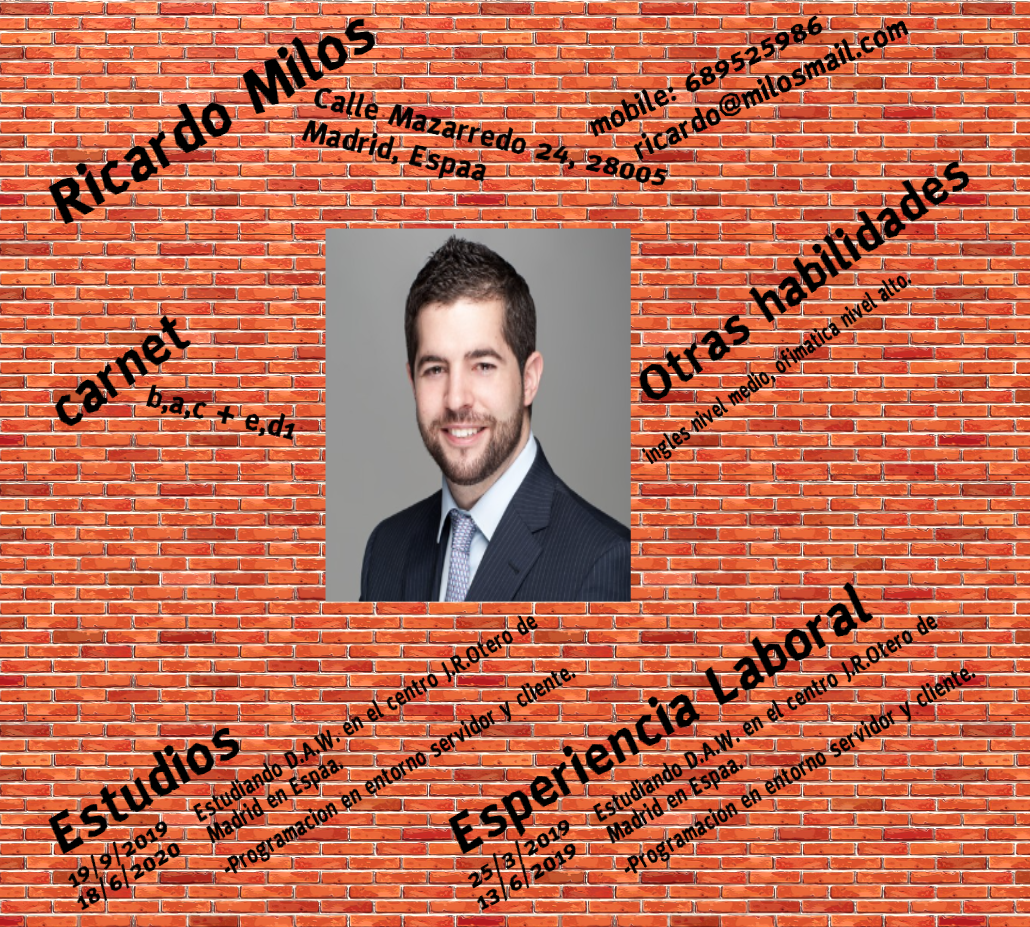 Ricardo Milos
Calle Mazarredo 24, 28005
Madrid, Espaa
mobile: 689525986
ricardo@milosmail.com
carnet
b,a,c + e,d1
Otras habilidades
ingles nivel medio, ofimatica nivel alto.
Estudios
19/9/2019
18/6/2020
Estudiando D.A.W. en el centro J.R.Otero de
Madrid en Espaa.
-Programacion en entorno servidor y cliente.
Esperiencia Laboral
25/3/2019
13/6/2019
Estudiando D.A.W. en el centro J.R.Otero de
Madrid en Espaa.
-Programacion en entorno servidor y cliente.